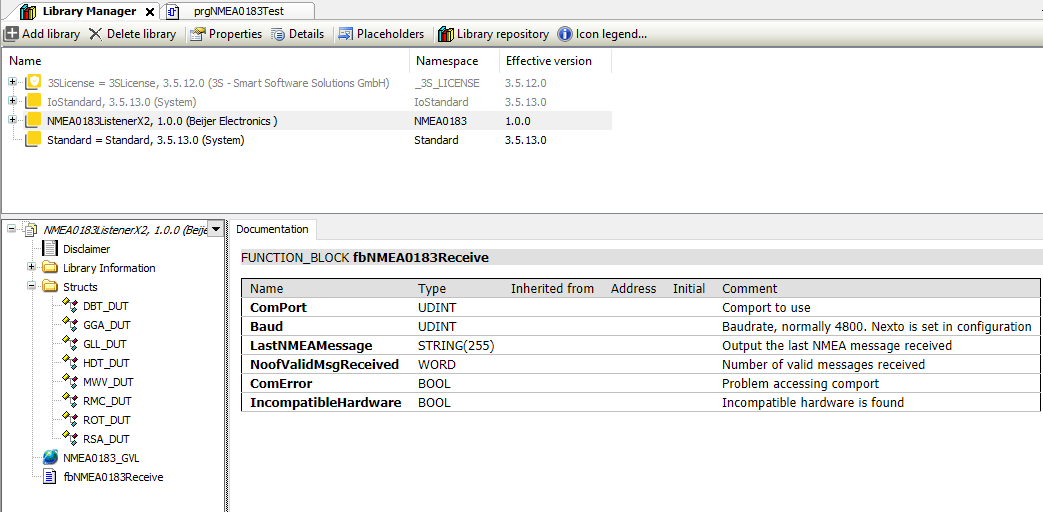 Library Manager prgNMEA0183Test
Add library Delete library Properties Details Placeholders Library repository Icon legend...
Name Namespace Effective version
3SLicense = 3SLicense, 3.5.12.0 (3S - Smart Software Solutions GmbH) _3S_LICENSE 3.5.12.0
IoStandard, 3.5.13.0 (System) IoStandard 3.5.13.0
NMEA0183ListenerX2, 1.0.0 (Beijer Electronics ) NMEA0183 1.0.0
Standard = Standard, 3.5.13.0 (System) Standard 3.5.13.0
NMEA0183ListenerX2, 1.0.0 (Beije
Disclaimer
Library Information
Structs
DBT_DUT
GGA_DUT
GLL_DUT
HDT_DUT
MWV_DUT
RMC_DUT
ROT_DUT
RSA_DUT
NMEA0183_GVL
fbNMEA0183Receive
Documentation
FUNCTION_BLOCK fbNMEA0183Receive
Name Type Inherited from Address Initial Comment
ComPort UDINT Comport to use
Baud UDINT Baudrate, normally 4800. Nexto is set in configuration
LastNMEAMessage STRING(255) Output the last NMEA message received
NoofValidMsgReceived WORD Number of valid messages received
ComError BOOL Problem accessing comport
IncompatibleHardware BOOL Incompatible hardware is found